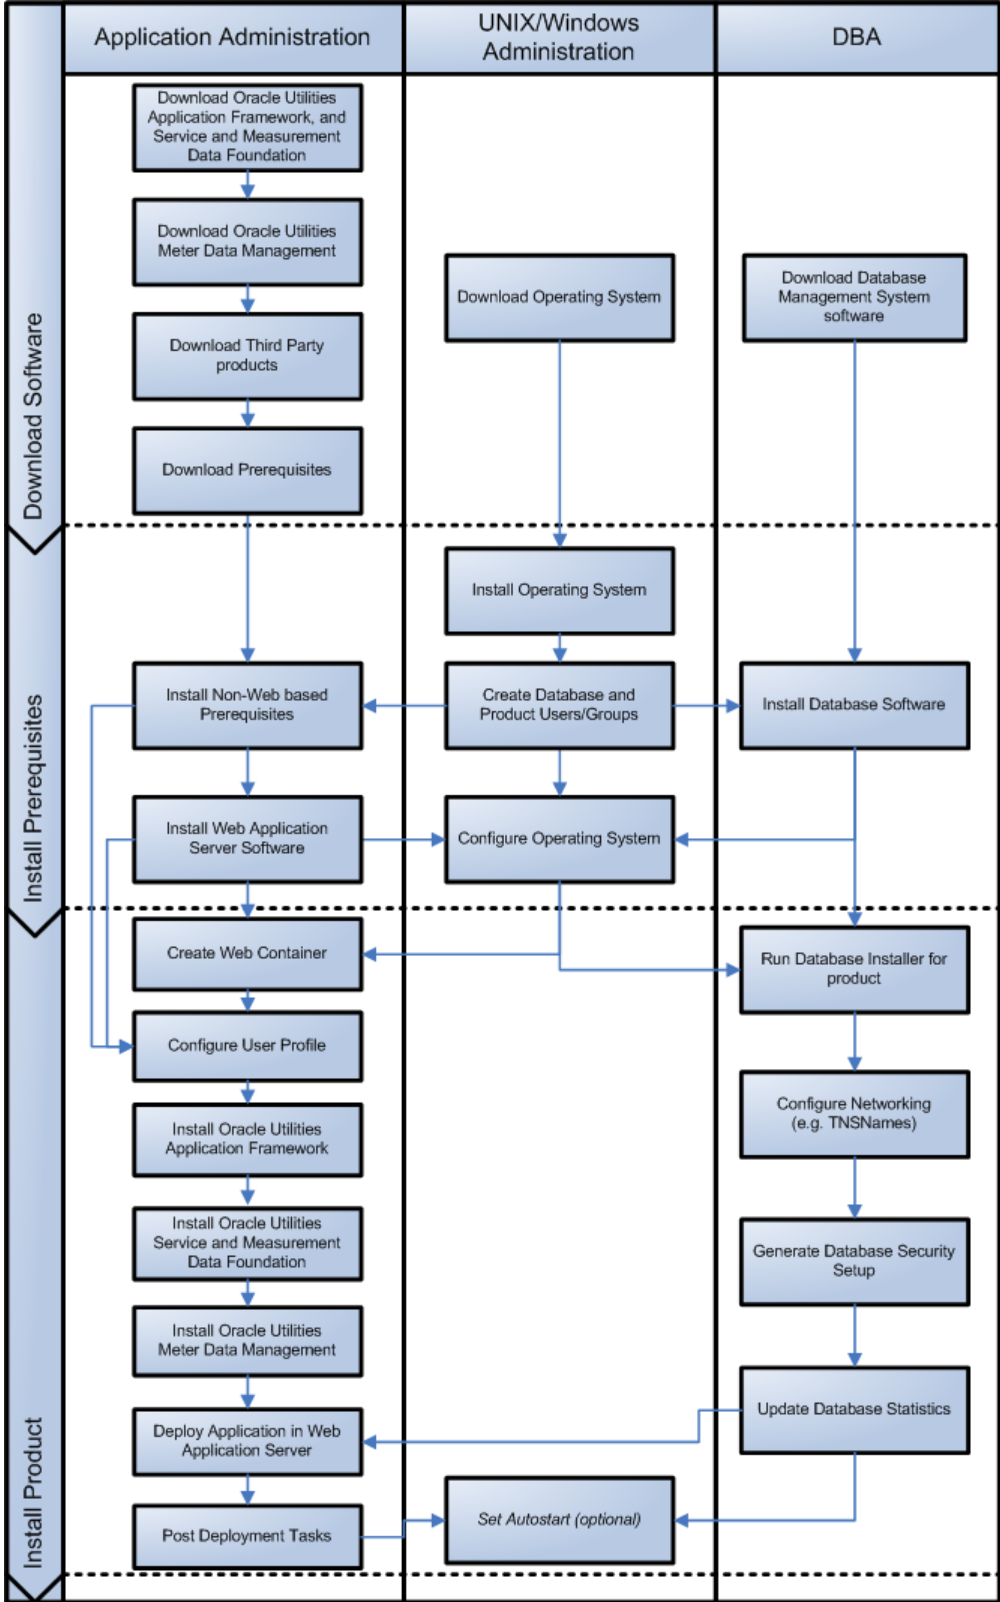 Application Administration
UNIX/Windows
Administration
DBA
Download Software
Download Oracle Utilities
Application Framework, and
Service and Measurement
Data Foundation
Download Oracle Utilities
Meter Data Management
Download Third Party
products
Download Prerequisites
Download Operating System
Download Database
Management System
software
Install Prerequisites
Install Operating System
Install Non-Web based
Prerequisites
Create Database and
Product Users/Groups
Install Database Software
Install Web Application
Server Software
Configure Operating System
Install Product
Create Web Container
Run Database Installer for
product
Configure User Profile
Configure Networking
(e.g. TNSNames)
Install Oracle Utilities
Application Framework
Install Oracle Utilities
Service and Measurement
Data Foundation
Generate Database Security
Setup
Install Oracle Utilities
Meter Data Management
Update Database Statistics
Deploy Application in Web
Application Server
Post Deployment Tasks
Set Autostart (optional)